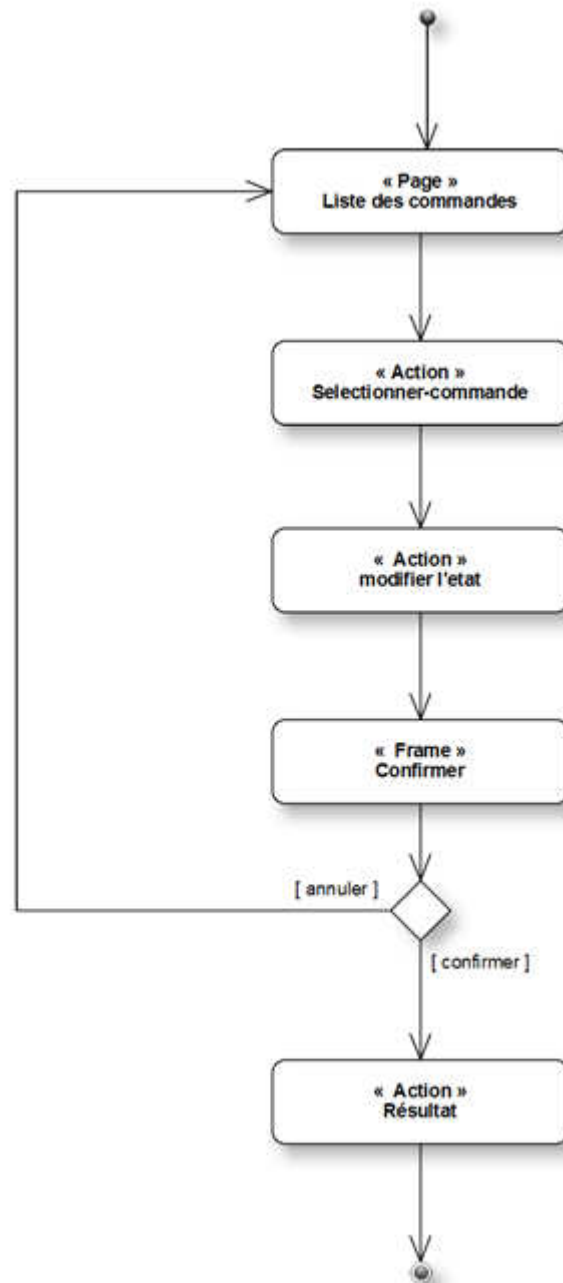 « Page »
Liste des commandes
« Action »
Selectionner-commande
« Action »
modifier l'etat
« Frame »
Confirmer
[ annuler ]
[ confirmer ]
« Action »
Résultat